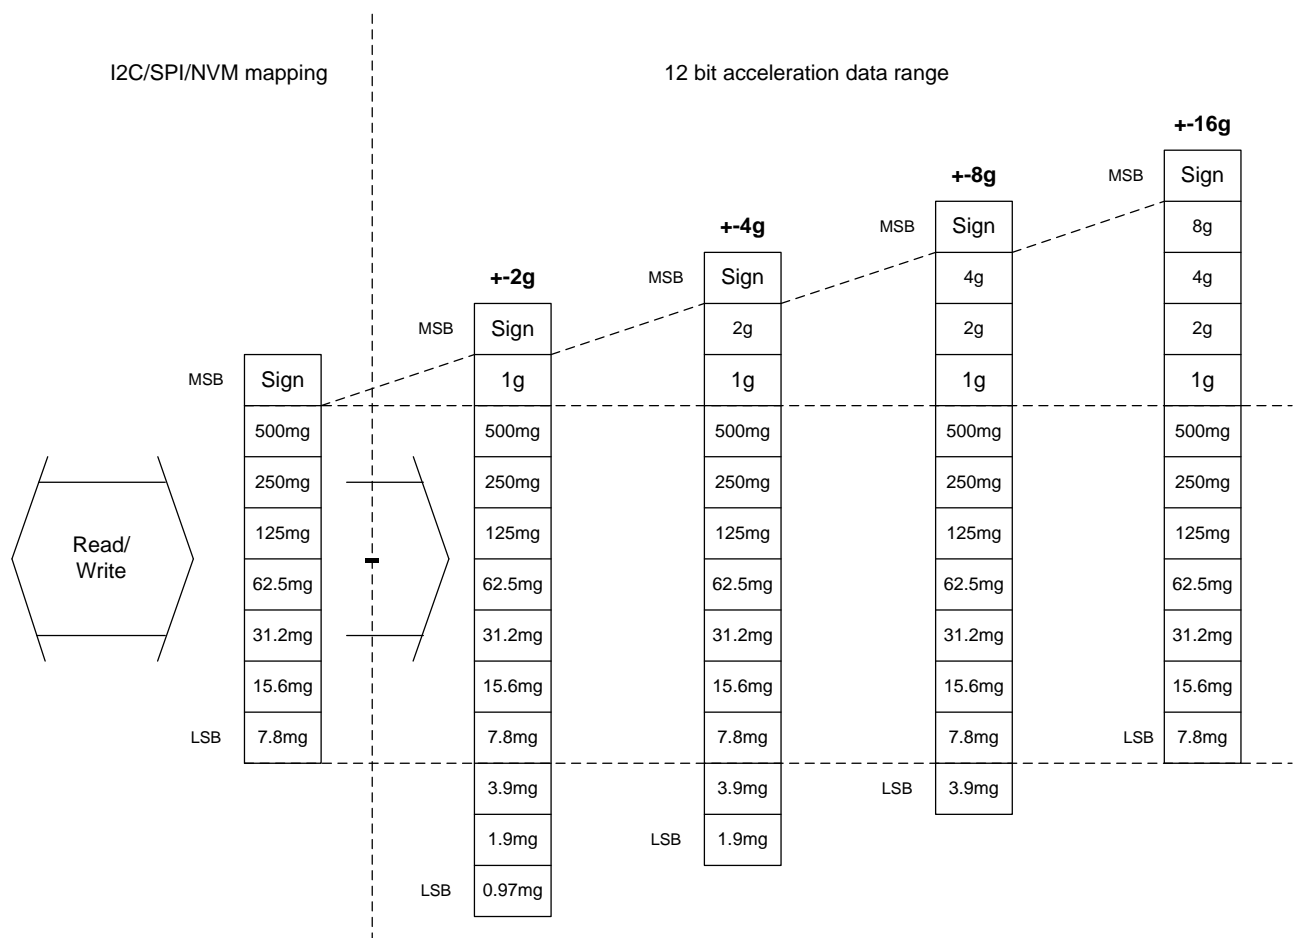 I2C/SPI/NVM mapping
12 bit acceleration data range
MSB
Sign
500mg
250mg
125mg
62.5mg
31.2mg
15.6mg
LSB
7.8mg
Read/
Write
+-2g
MSB
Sign
1g
500mg
250mg
125mg
62.5mg
31.2mg
15.6mg
7.8mg
3.9mg
1.9mg
LSB
0.97mg
+-4g
MSB
Sign
2g
1g
500mg
250mg
125mg
62.5mg
31.2mg
15.6mg
7.8mg
3.9mg
LSB
1.9mg
+-8g
MSB
Sign
4g
2g
1g
500mg
250mg
125mg
62.5mg
31.2mg
15.6mg
7.8mg
LSB
3.9mg
+-16g
MSB
Sign
8g
4g
2g
1g
500mg
250mg
125mg
62.5mg
31.2mg
15.6mg
LSB
7.8mg